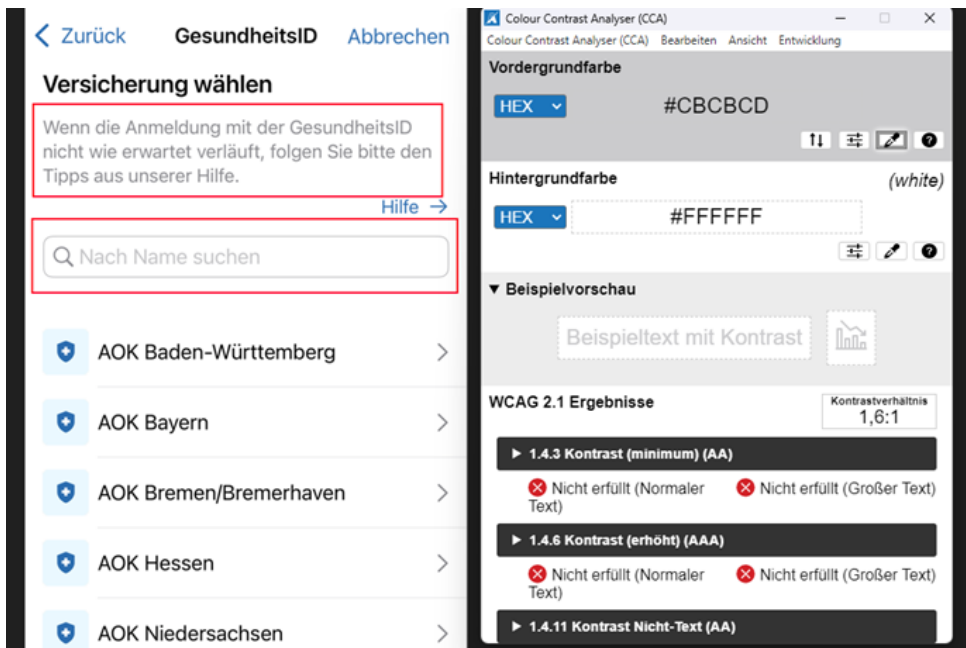 Zurück GesundheitsID Abbrechen
Versicherung wählen
Wenn die Anmeldung mit der GesundheitsID
nicht wie erwartet verläuft, folgen Sie bitte den
Tipps aus unserer Hilfe.
Hilfe →
Nach Name suchen
AOK Baden-Württemberg
AOK Bayern
AOK Bremen/Bremerhaven
AOK Hessen
AOK Niedersachsen
Colour Contrast Analyser (CCA)
Colour Contrast Analyser (CCA) Bearbeiten Ansicht Entwicklung
Vordergrundfarbe
HEX #CBCBCD
Hintergrundfarbe (white)
HEX #FFFFFF
▼ Beispielvorschau
Beispieltext mit Kontrast
WCAG 2.1 Ergebnisse
Kontrastverhältnis
1,6:1
▶ 1.4.3 Kontrast (minimum) (AA)
Nicht erfüllt (Normaler Text)
Nicht erfüllt (Großer Text)
▶ 1.4.6 Kontrast (erhöht) (AAA)
Nicht erfüllt (Normaler Text)
Nicht erfüllt (Großer Text)
▶ 1.4.11 Kontrast Nicht-Text (AA)